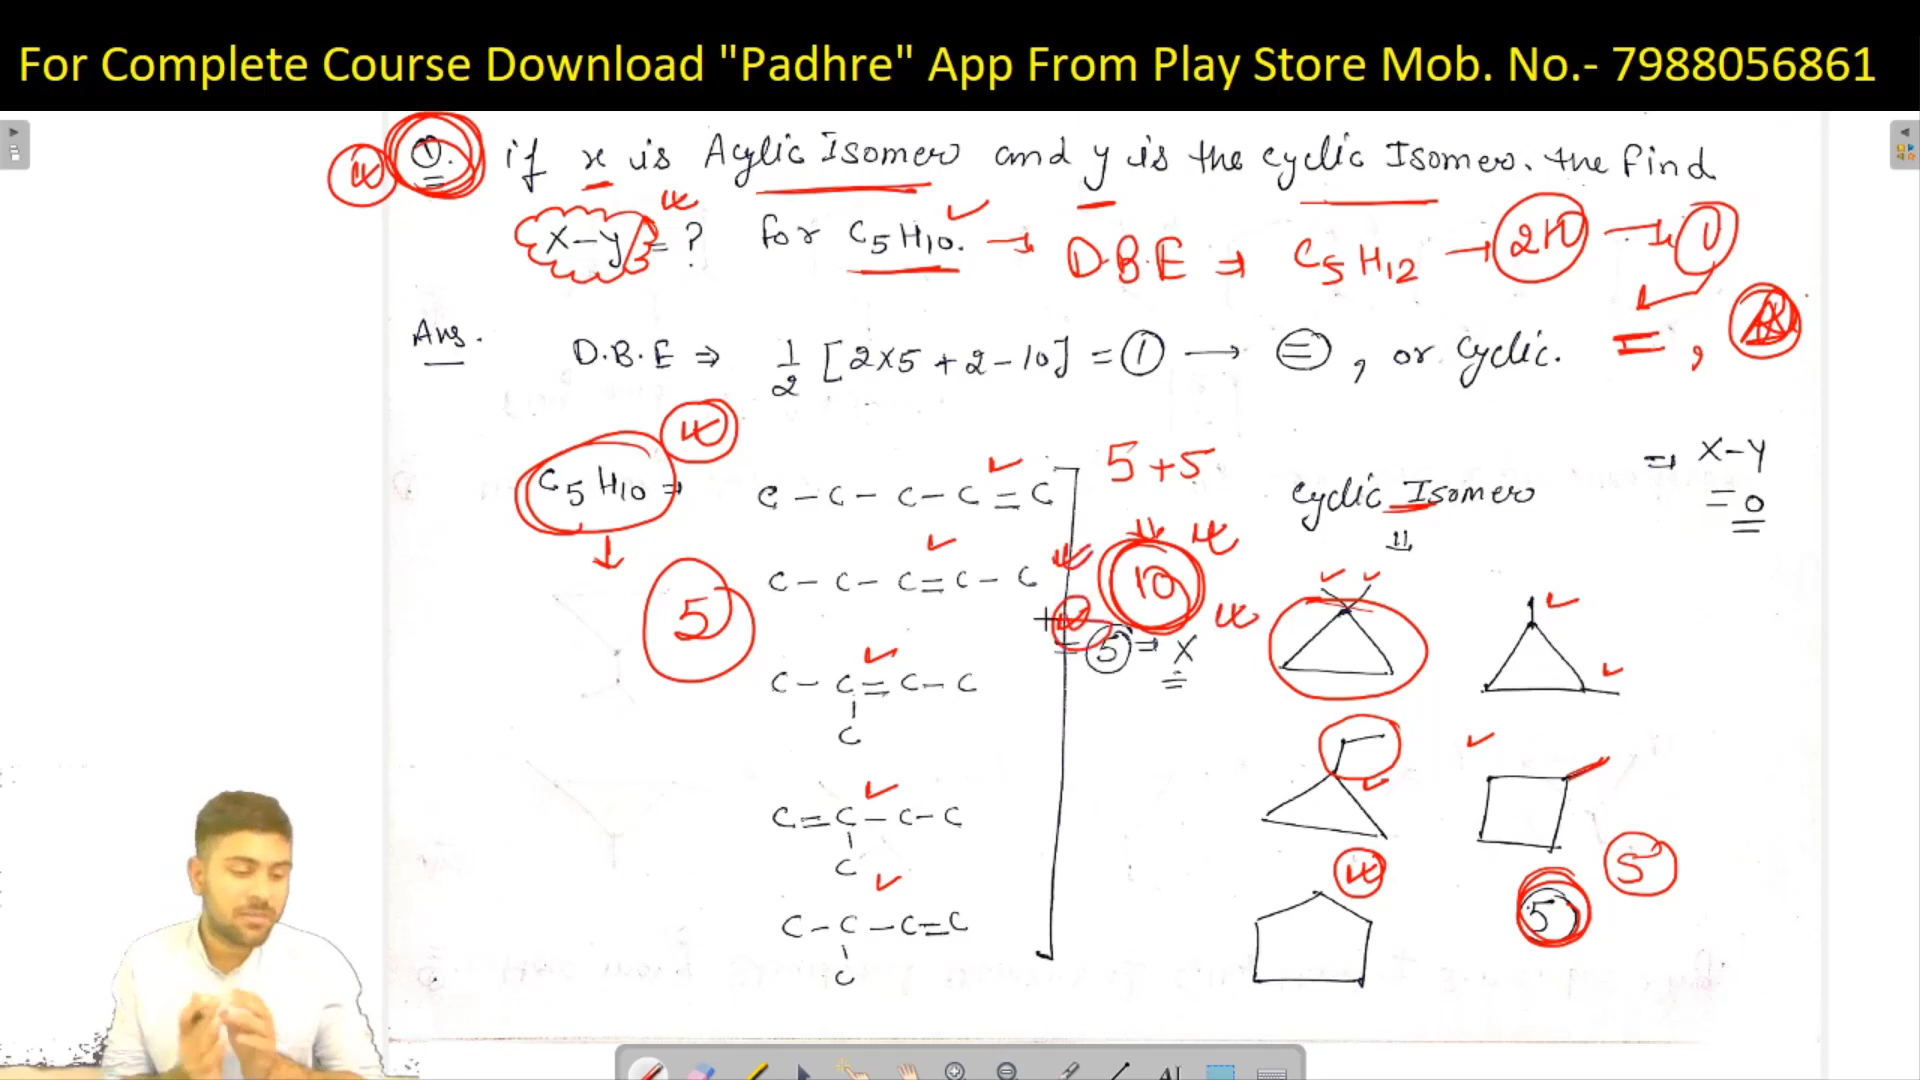 For Complete Course Download "Padhre" App From Play Store Mob. No.- 7988056861
①. if x is Acylic Isomer and y is the cyclic Isomer. the find
X-Y = ? for C5H10. → D.B.E ⇒ C5H12 → 2H → 1
Ans. D.B.E ⇒ 1/2 [2x5+2-10] = ① → =, or cyclic. =,
C5H10 ⇒
5
C-C-C-C=C
C-C-C=C-C
C-C=C-C
C
C=C-C-C
C
C-C-C=C
C
5+5
10
= 5 → X
cyclic Isomer
5
5
⇒ X-Y
= 0